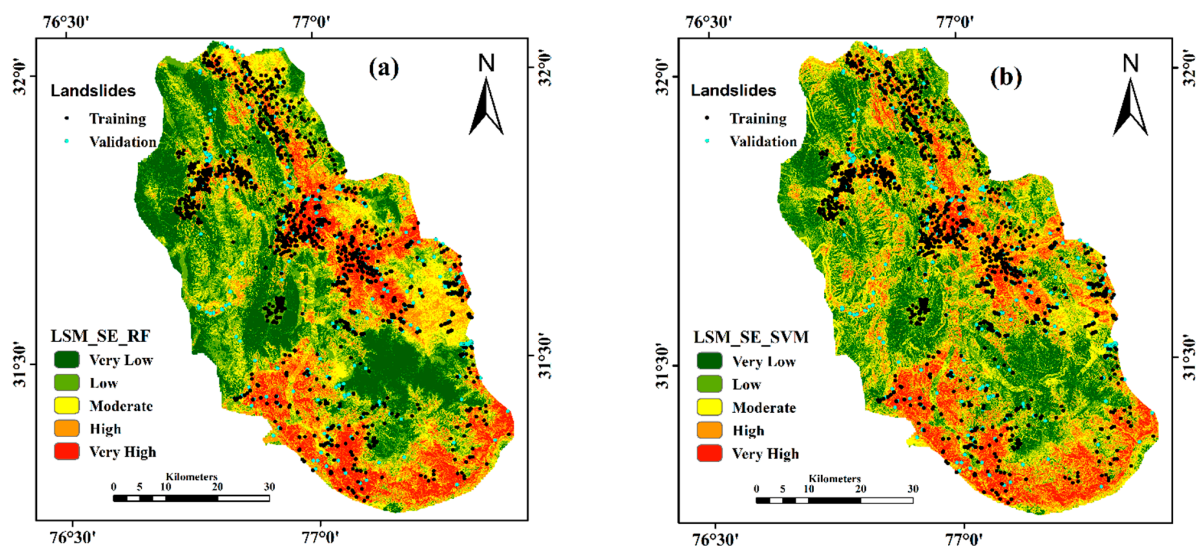 76°30' 77°0'
(a)
N
32°0' 32°0'
Landslides
Training
Validation
LSM_SE_RF
Very Low
Low
Moderate
High
Very High
31°30' 31°30'
Kilometers
0 5 10 20 30
76°30' 77°0'
76°30' 77°0'
(b)
N
32°0' 32°0'
Landslides
Training
Validation
LSM_SE_SVM
Very Low
Low
Moderate
High
Very High
31°30' 31°30'
Kilometers
0 5 10 20 30
76°30' 77°0'